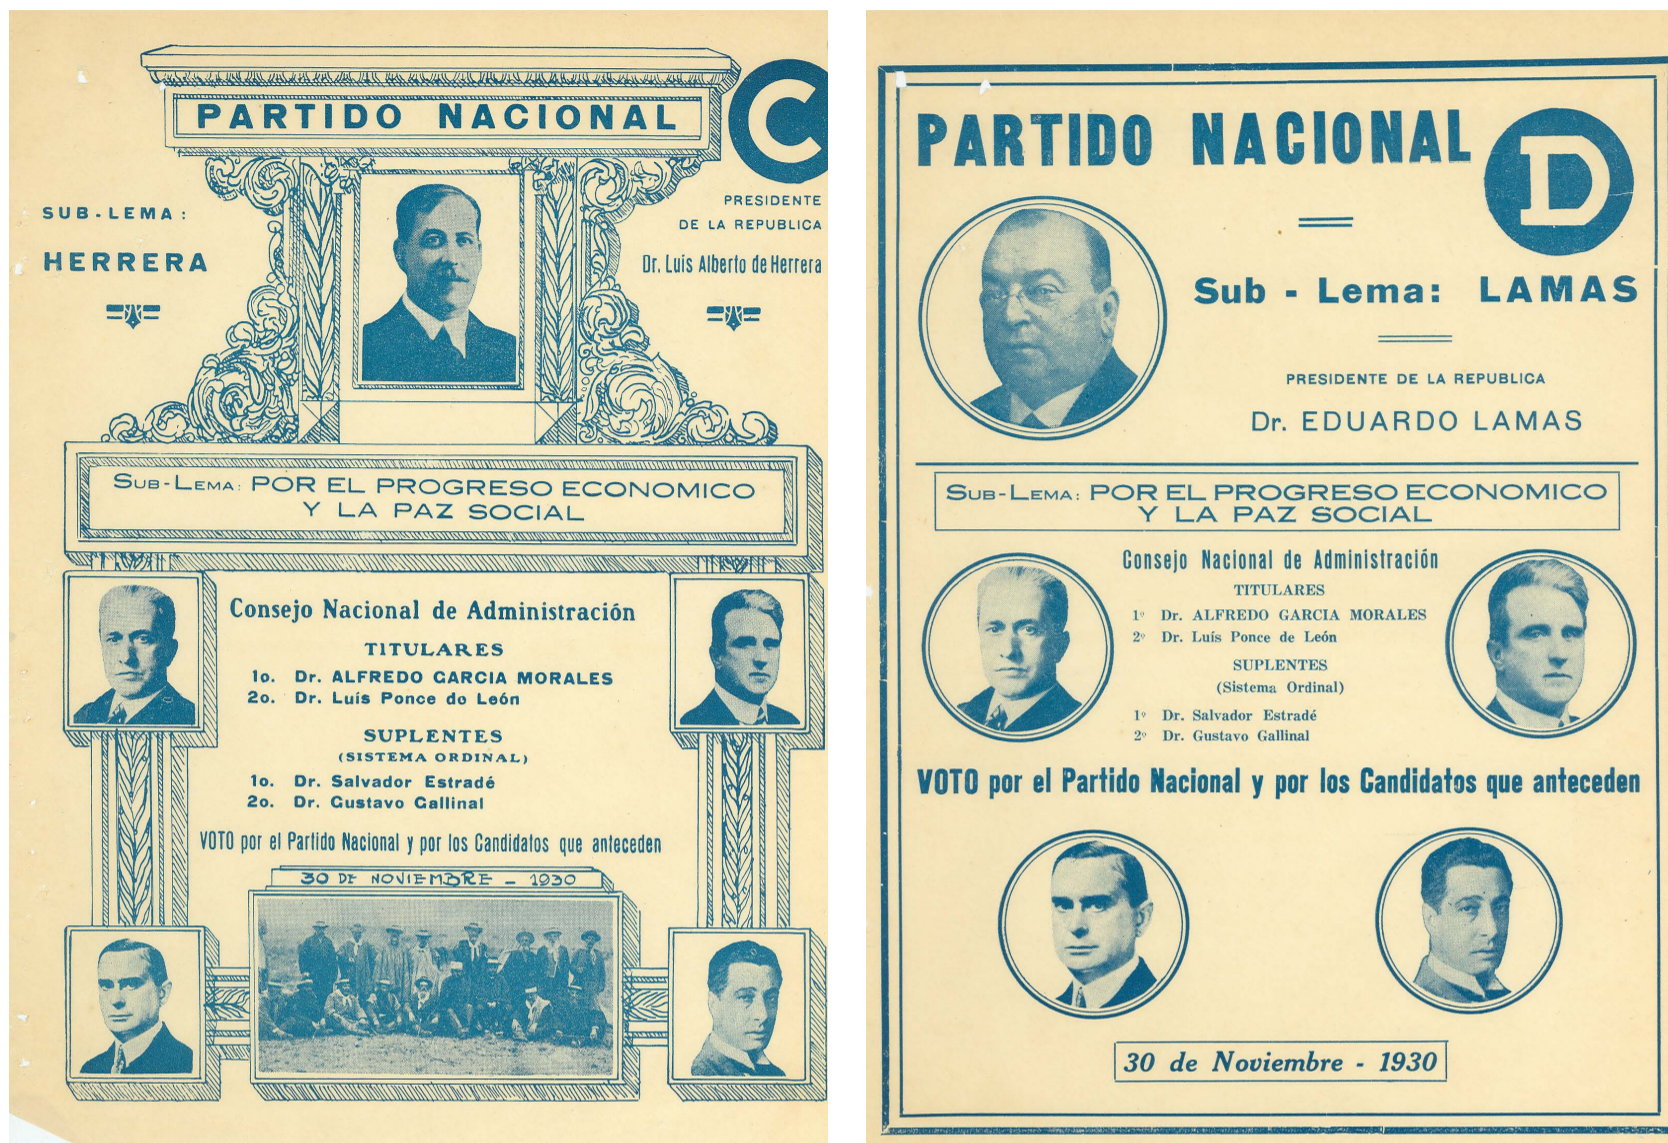 PARTIDO NACIONAL
C
SUB-LEMA:
HERRERA
PRESIDENTE
DE LA REPUBLICA
Dr. Luis Alberto de Herrera
SUB-LEMA: POR EL PROGRESO ECONOMICO
Y LA PAZ SOCIAL
Consejo Nacional de Administración
TITULARES
1o. Dr. ALFREDO GARCIA MORALES
2o. Dr. Luís Ponce de León
SUPLENTES
(SISTEMA ORDINAL)
1o. Dr. Salvador Estradé
2o. Dr. Gustavo Gallinal
VOTO por el Partido Nacional y por los Candidatos que anteceden
30 DE NOVIEMBRE - 1930
PARTIDO NACIONAL
D
Sub - Lema: LAMAS
PRESIDENTE DE LA REPUBLICA
Dr. EDUARDO LAMAS
SUB-LEMA: POR EL PROGRESO ECONOMICO
Y LA PAZ SOCIAL
Consejo Nacional de Administración
TITULARES
1º Dr. ALFREDO GARCIA MORALES
2º Dr. Luís Ponce de León
SUPLENTES
(Sistema Ordinal)
1º Dr. Salvador Estradé
2º Dr. Gustavo Gallinal
VOTO por el Partido Nacional y por los Candidatos que anteceden
30 de Noviembre - 1930